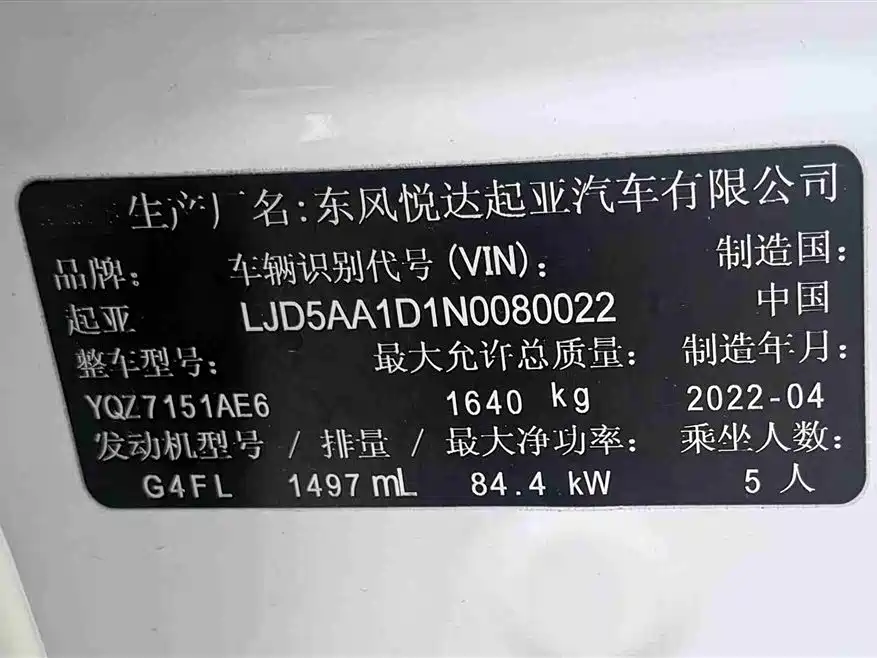 生产厂名:东风悦达起亚汽车有限公司
品牌: 车辆识别代号(VIN): 制造国:
起亚 LJD5AA1D1N0080022 中国
整车型号: 最大允许总质量: 制造年月:
YQZ7151AE6 1640 kg 2022-04
发动机型号 / 排量 / 最大净功率: 乘坐人数:
G4FL 1497 mL 84.4 kW 5 人